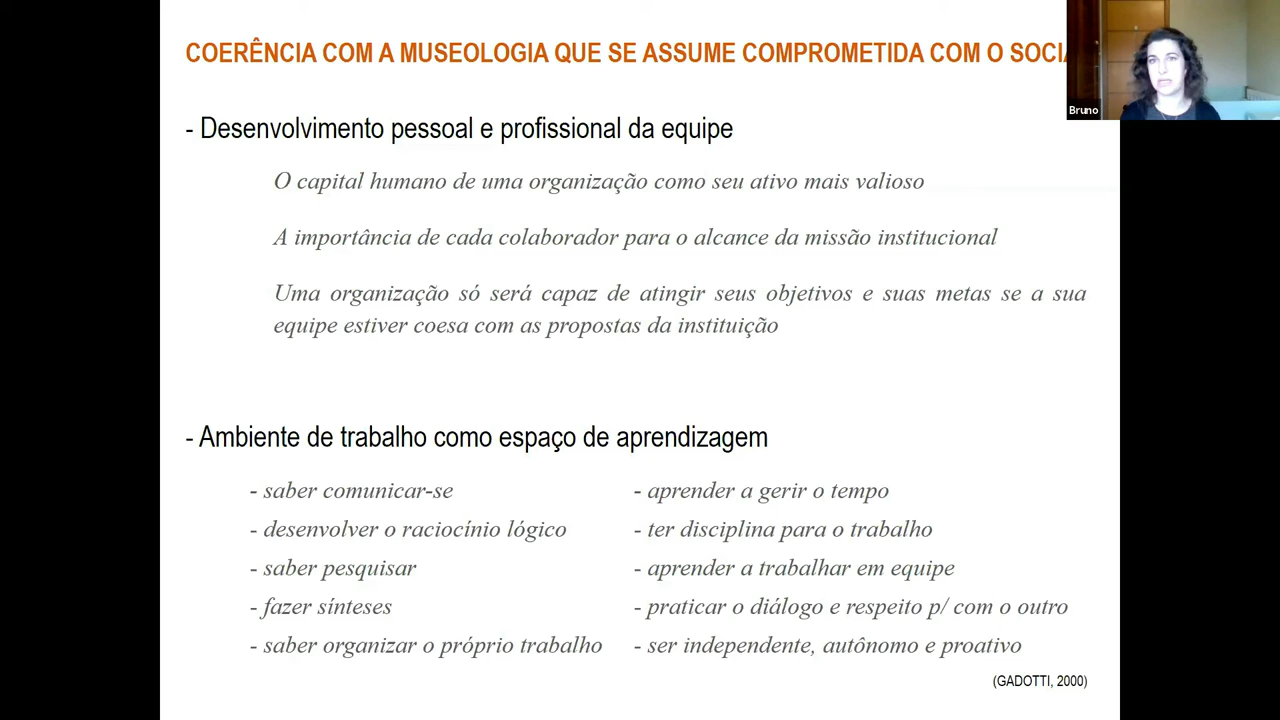 COERÊNCIA COM A MUSEOLOGIA QUE SE ASSUME COMPROMETIDA COM O SOCIA
Bruno
- Desenvolvimento pessoal e profissional da equipe
O capital humano de uma organização como seu ativo mais valioso
A importância de cada colaborador para o alcance da missão institucional
Uma organização só será capaz de atingir seus objetivos e suas metas se a sua
equipe estiver coesa com as propostas da instituição
- Ambiente de trabalho como espaço de aprendizagem
- saber comunicar-se
- desenvolver o raciocínio lógico
- saber pesquisar
- fazer sínteses
- saber organizar o próprio trabalho
- aprender a gerir o tempo
- ter disciplina para o trabalho
- aprender a trabalhar em equipe
- praticar o diálogo e respeito p/ com o outro
- ser independente, autônomo e proativo
(GADOTTI, 2000)